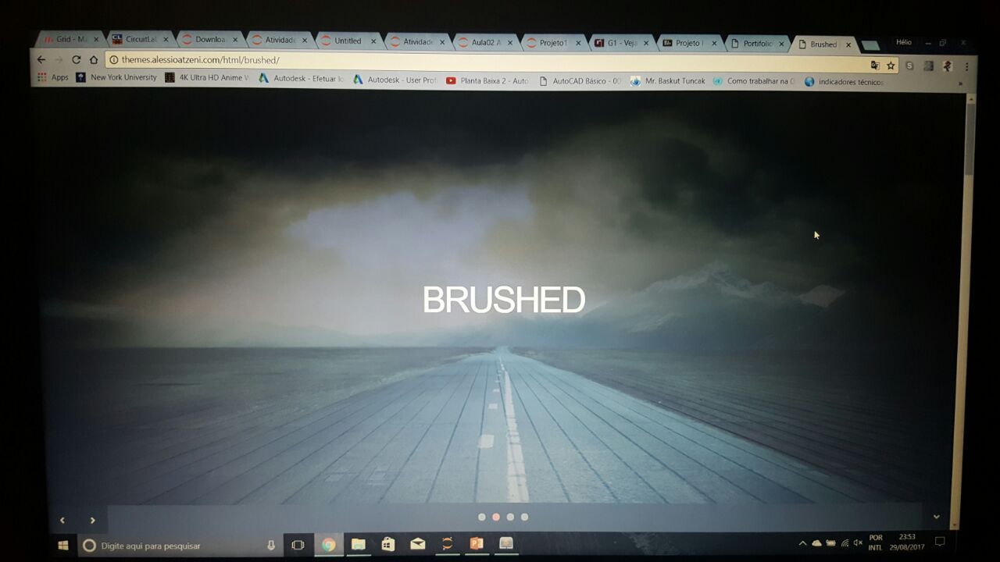 Grid - Ma
CircuitLal
Downloa
Atividad
Untitled
Atividade
Aula02 A
Projeto1
G1 - Veja
Projeto
Portifolio
Brushed
Hélio
themes.alessioatzeni.com/html/brushed/
Apps
New York University
4K Ultra HD Anime
Autodesk - Efetuar lo
Autodesk - User Prof
Planta Baixa 2 - Auto
AutoCAD Básico - 00
Mr. Baskut Tuncak
Como trabalhar na
indicadores técnicos
BRUSHED
Digite aqui para pesquisar
POR
INTL
23:53
29/08/2017